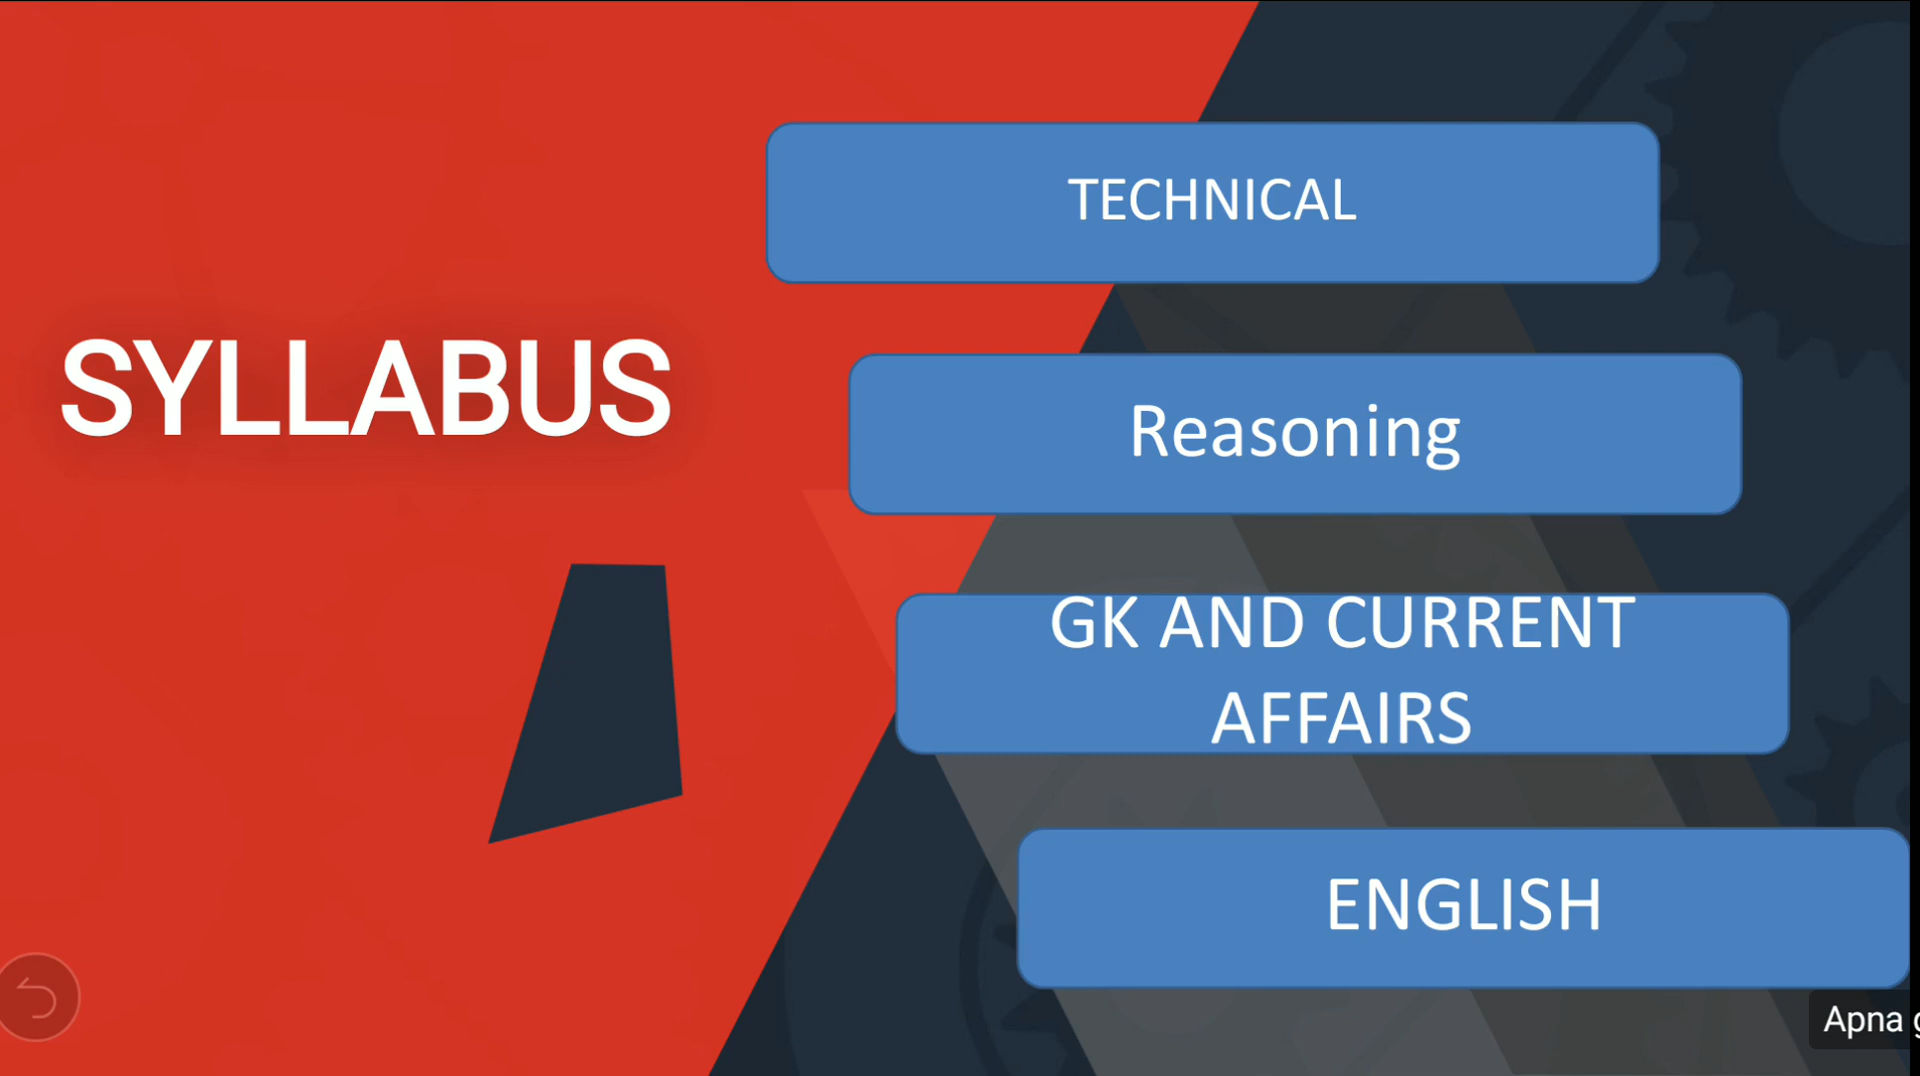 SYLLABUS
TECHNICAL
Reasoning
GK AND CURRENT
AFFAIRS
ENGLISH
Apna